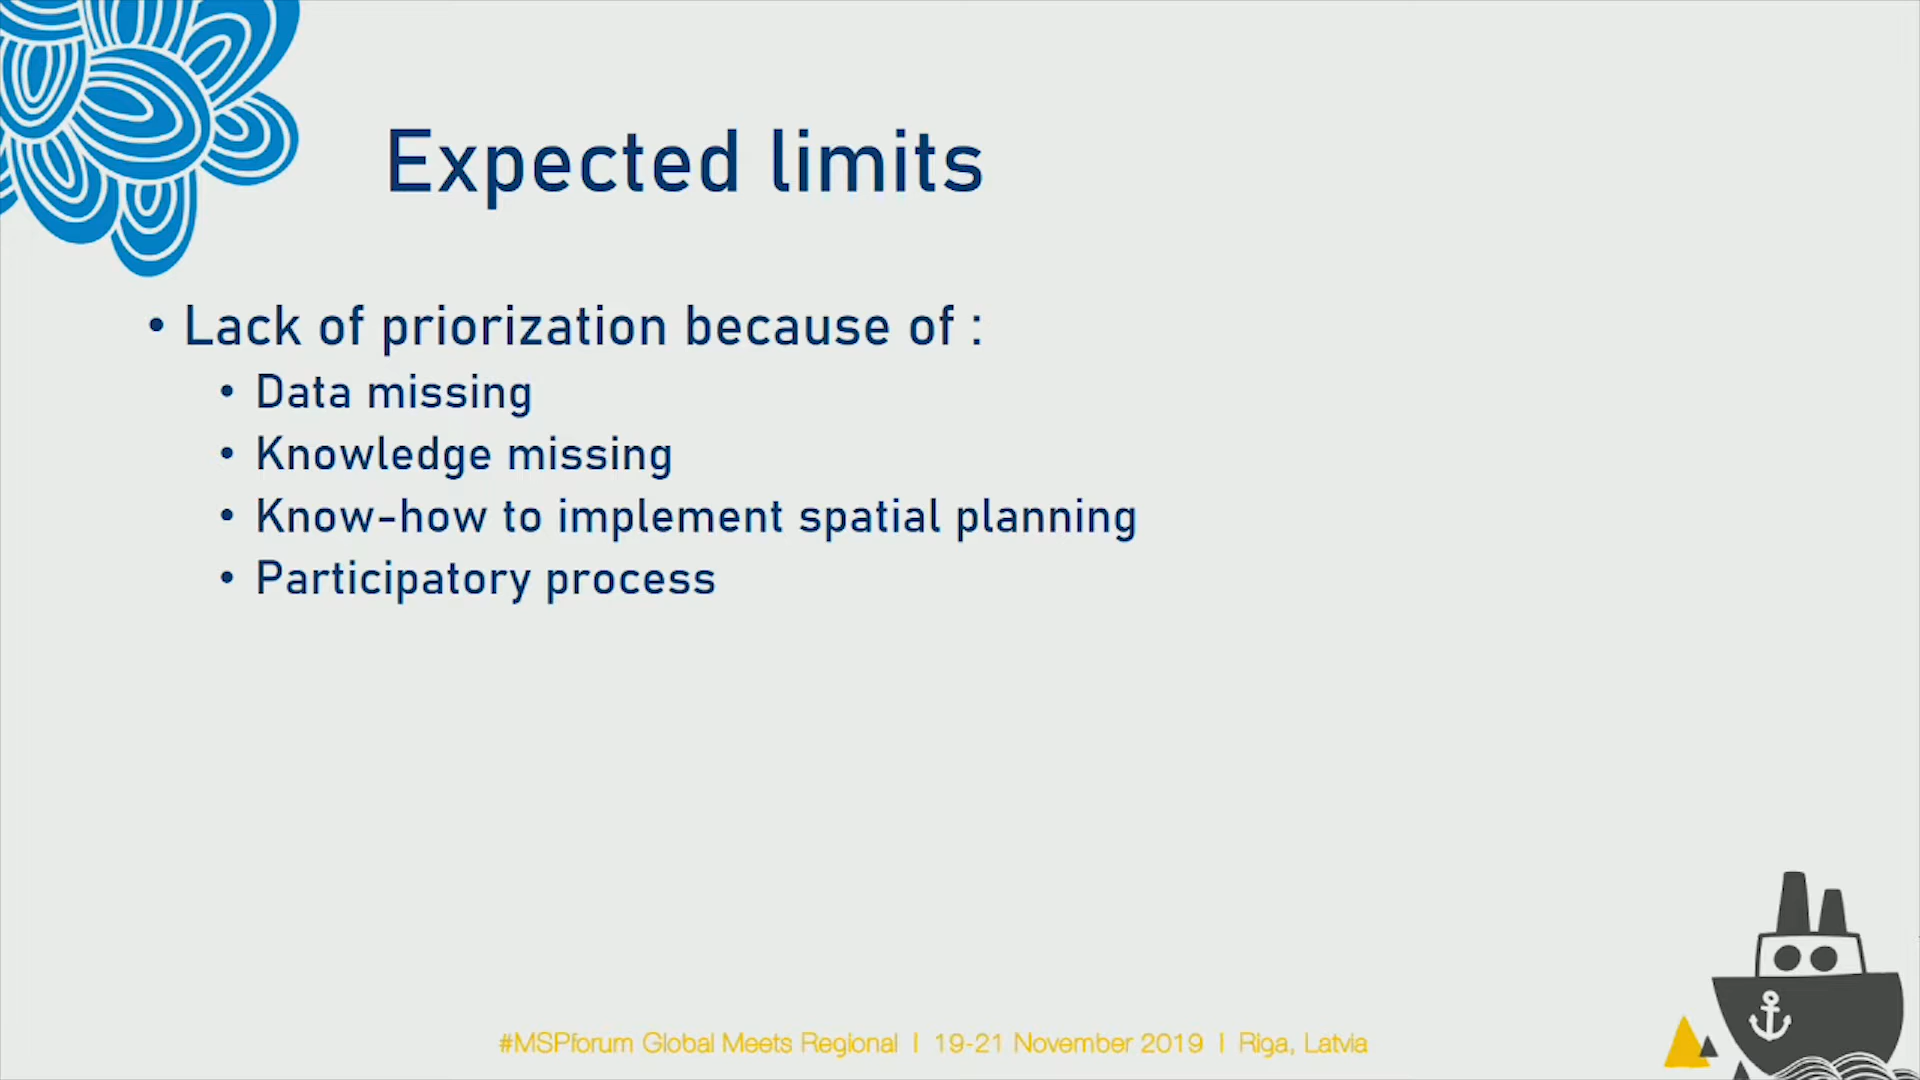 Expected limits
• Lack of priorization because of :
• Data missing
• Knowledge missing
• Know-how to implement spatial planning
• Participatory process
#MSPforum Global Meets Regional I 19-21 November 2019 I Riga, Latvia